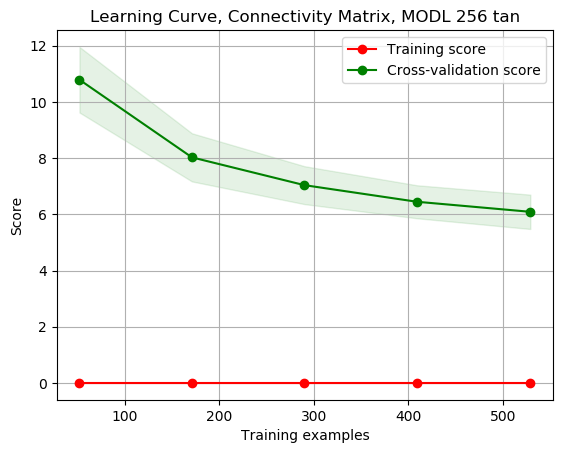 Learning Curve, Connectivity Matrix, MODL 256 tan
Training score
Cross-validation score
12
10
8
6
4
2
0
Score
100 200 300 400 500
Training examples